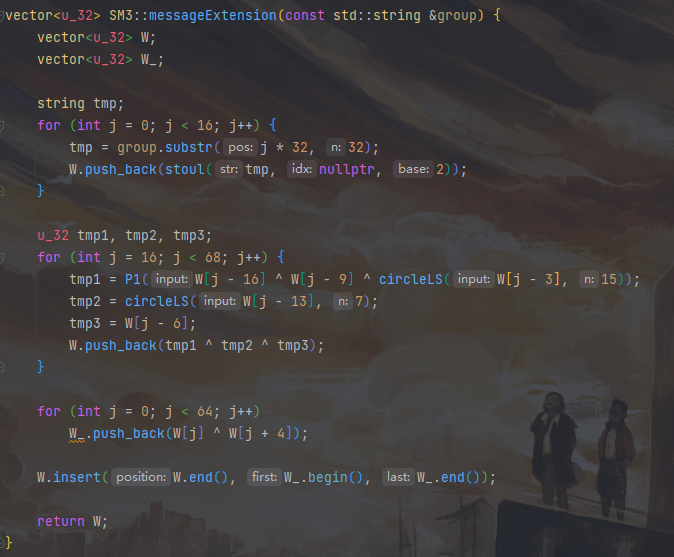 vector<u_32> SM3::messageExtension(const std::string &group) {
    vector<u_32> W;
    vector<u_32> W_;

    string tmp;
    for (int j = 0; j < 16; j++) {
        tmp = group.substr( pos: j * 32, n: 32);
        W.push_back(stoul( str: tmp, idx: nullptr, base: 2));
    }

    u_32 tmp1, tmp2, tmp3;
    for (int j = 16; j < 68; j++) {
        tmp1 = P1( input: W[j - 16] ^ W[j - 9] ^ circleLS( input: W[j - 3], n: 15));
        tmp2 = circleLS( input: W[j - 13], n: 7);
        tmp3 = W[j - 6];
        W.push_back(tmp1 ^ tmp2 ^ tmp3);
    }

    for (int j = 0; j < 64; j++)
        W_.push_back(W[j] ^ W[j + 4]);

    W.insert( position: W.end(), first: W_.begin(), last: W_.end());

    return W;
}